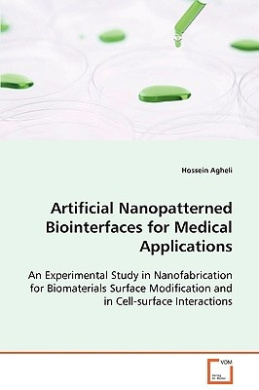 Hossein Agheli
Artificial Nanopatterned
Biointerfaces for Medical
Applications
An Experimental Study in Nanofabrication
for Biomaterials Surface Modification and
in Cell-surface Interactions
VDM